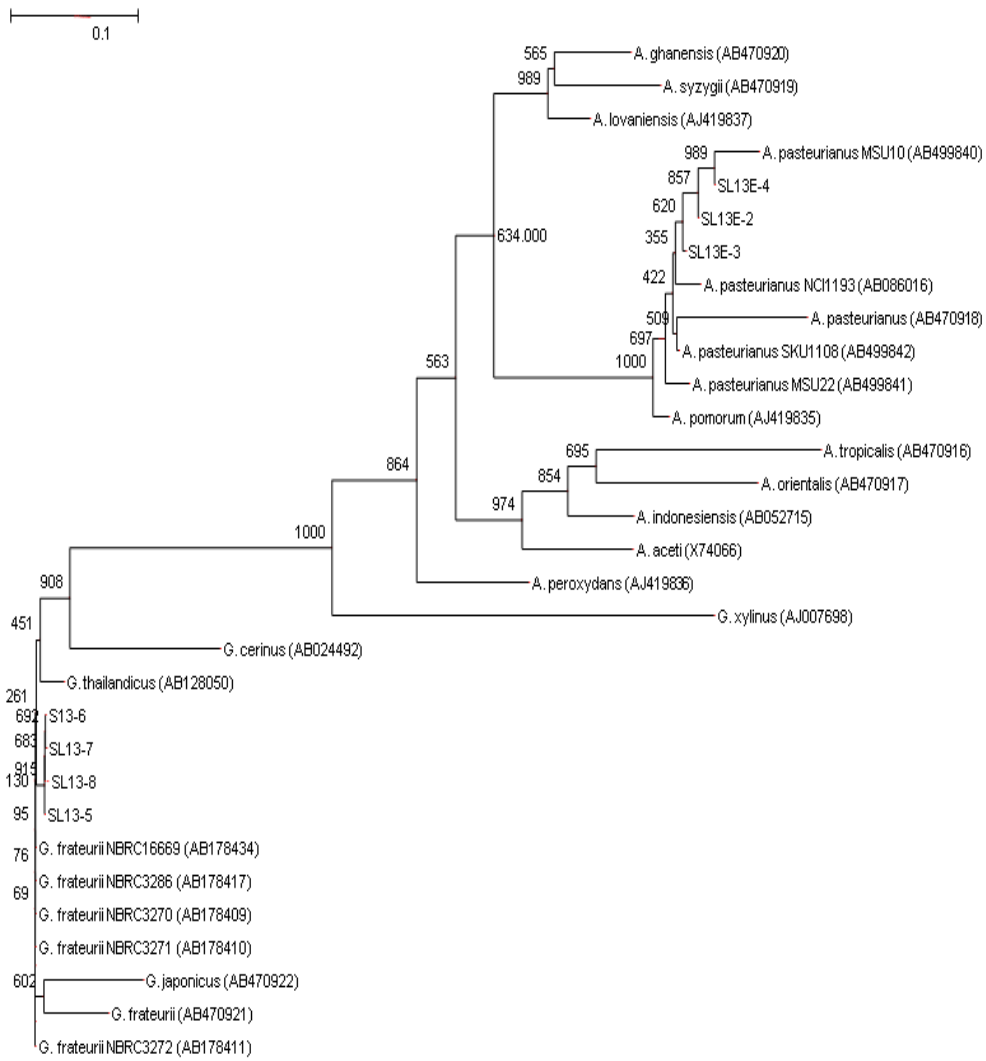 0.1
565
A. ghanensis (AB470920)
989
A. syzygii (AB470919)
A. lovaniensis (AJ419837)
989
A. pasteurianus MSU10 (AB499840)
857
SL13E-4
620
SL13E-2
634.000
355
SL13E-3
422
A. pasteurianus NCI1193 (AB086016)
509
A. pasteurianus (AB470918)
697
A. pasteurianus SKU1108 (AB499842)
563
1000
A. pasteurianus MSU22 (AB499841)
A. pomorum (AJ419835)
695
A. tropicalis (AB470916)
864
854
A. orientalis (AB470917)
974
A. indonesiensis (AB052715)
1000
A. aceti (X74066)
908
A. peroxydans (AJ419836)
451
G. xylinus (AJ007698)
G. cerinus (AB024492)
G. thailandicus (AB128050)
261
692
S13-6
683
SL13-7
915
130
SL13-8
95
SL13-5
76
G. frateurii NBRC16669 (AB178434)
G. frateurii NBRC3286 (AB178417)
69
G. frateurii NBRC3270 (AB178409)
G. frateurii NBRC3271 (AB178410)
602
G. japonicus (AB470922)
G. frateurii (AB470921)
G. frateurii NBRC3272 (AB178411)